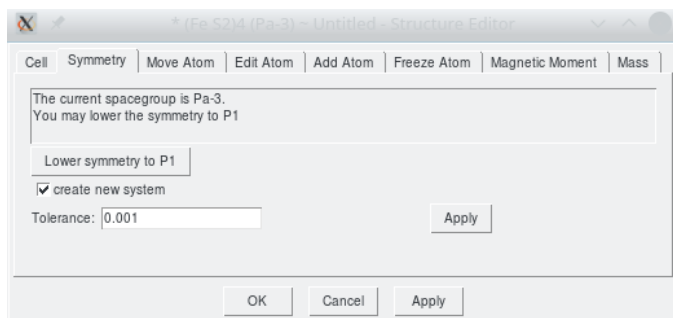 * (Fe S2)4 (Pa-3) ~ Untitled - Structure Editor
Cell Symmetry Move Atom Edit Atom Add Atom Freeze Atom Magnetic Moment Mass
The current spacegroup is Pa-3.
You may lower the symmetry to P1
Lower symmetry to P1
create new system
Tolerance: 0.001 Apply
OK Cancel Apply